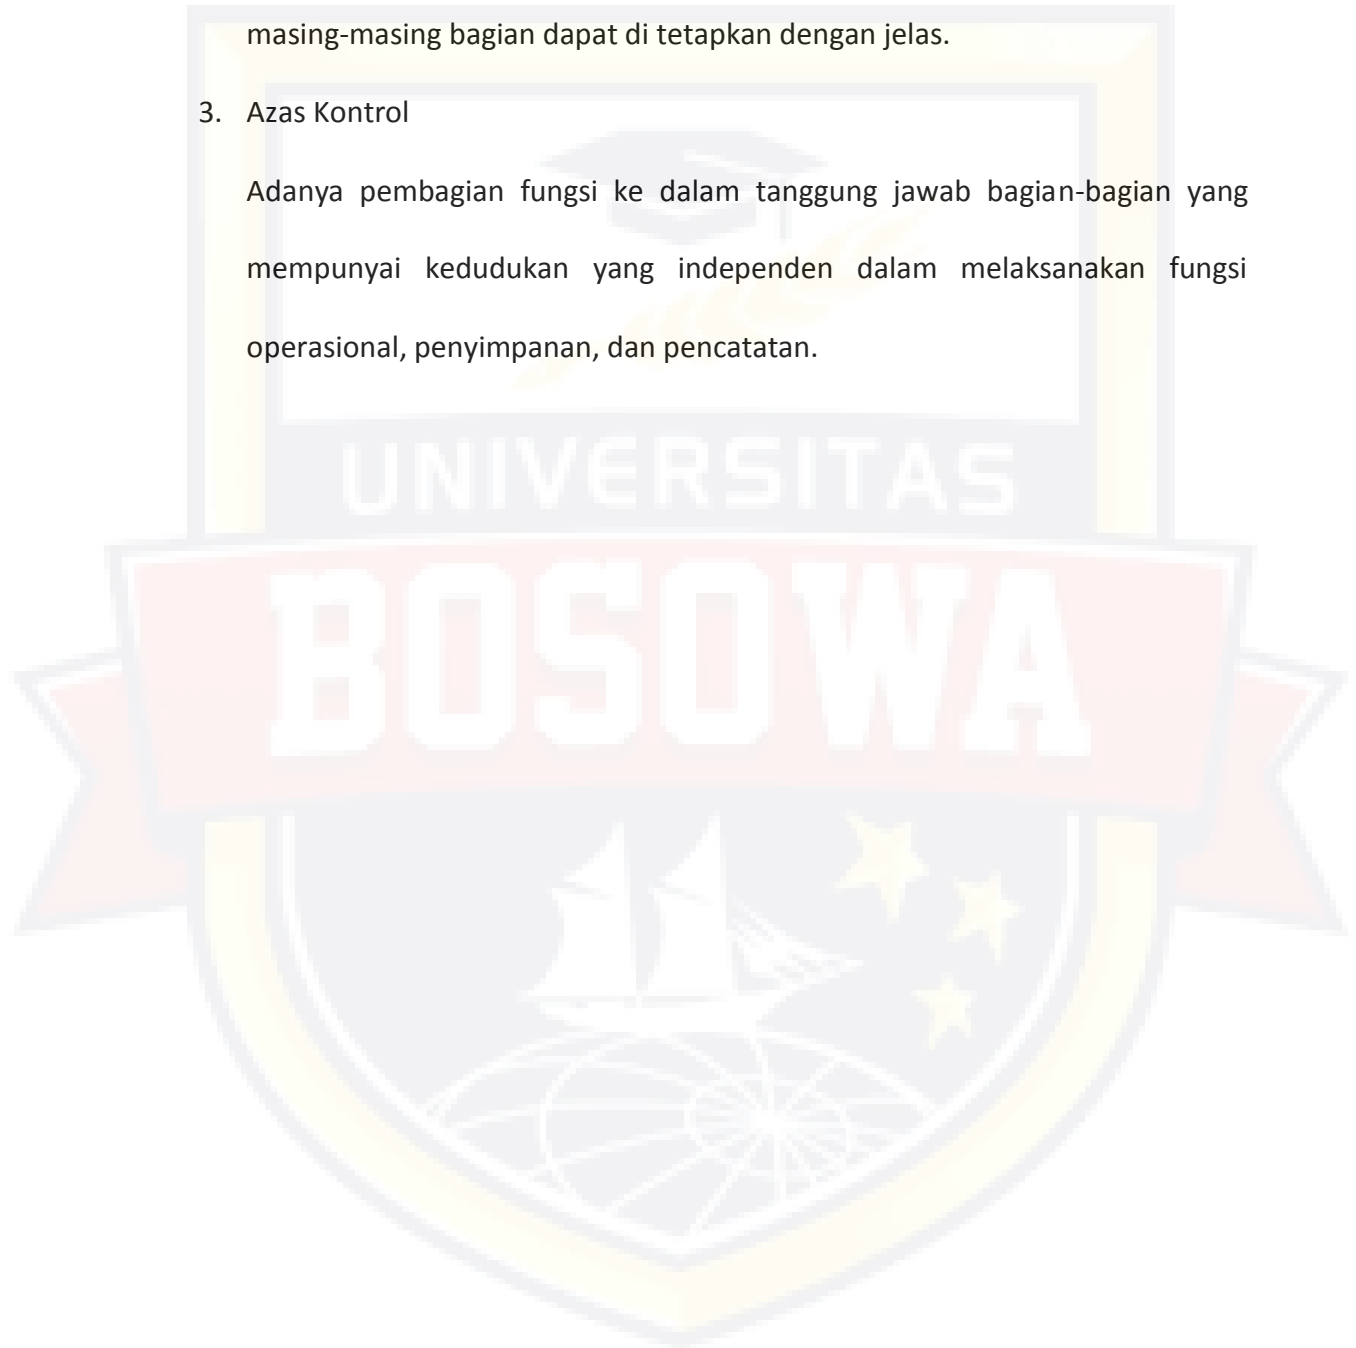 masing-masing bagian dapat di tetapkan dengan jelas.
3. Azas Kontrol
Adanya pembagian fungsi ke dalam tanggung jawab bagian-bagian yang
mempunyai kedudukan yang independen dalam melaksanakan fungsi
operasional, penyimpanan, dan pencatatan.
UNIVERSITAS
BOSOWA